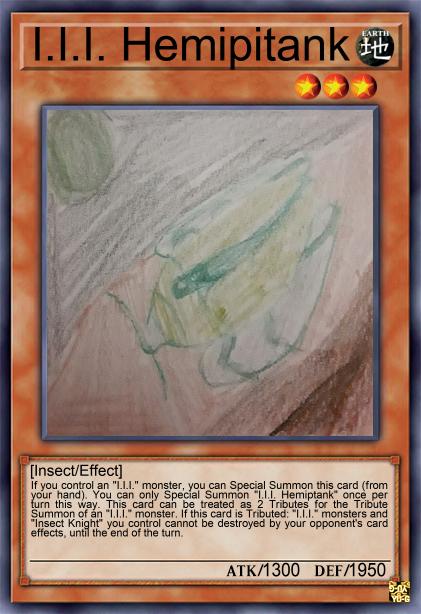 I.I.I. Hemipitank
EARTH
地
[Insect/Effect]
If you control an "I.I.I." monster, you can Special Summon this card (from
your hand). You can only Special Summon "I.I.I. Hemiptank" once per
turn this way. This card can be treated as 2 Tributes for the Tribute
Summon of an "I.I.I." monster. If this card is Tributed: "I.I.I." monsters and
"Insect Knight" you control cannot be destroyed by your opponent's card
effects, until the end of the turn.
ATK/1300 DEF/1950